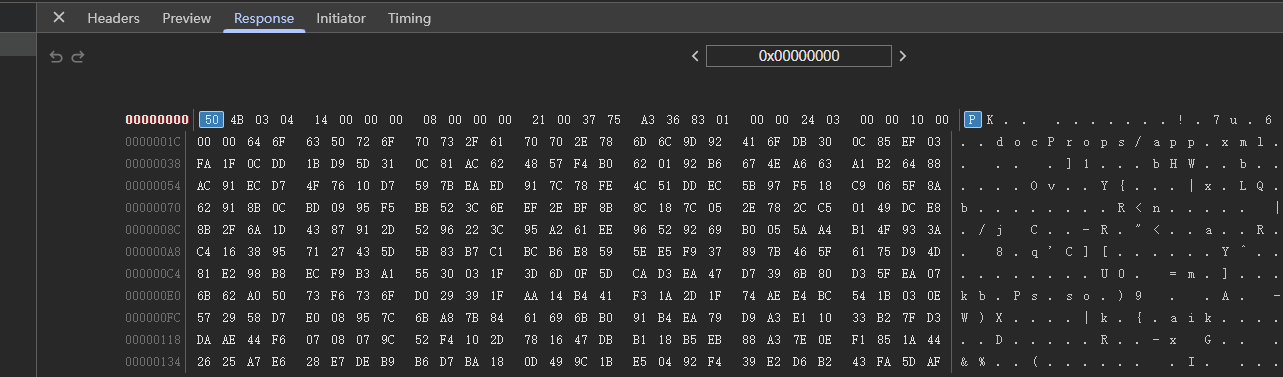 Headers Preview Response Initiator Timing
0x00000000
00000000 50 4B 03 04 14 00 00 00 08 00 00 00 21 00 37 75 A3 36 83 01 00 00 24 03 00 00 10 00 P K . . . . . . . . . ! . 7 u . 6
0000001C 00 00 64 6F 63 50 72 6F 70 73 2F 61 70 70 2E 78 6D 6C 9D 92 41 6F DB 30 0C 85 EF 03 . . d o c P r o p s / a p p . x m l .
00000038 FA 1F 0C DD 1B D9 5D 31 0C 81 AC 62 48 57 F4 B0 62 01 92 B6 67 4E A6 63 A1 B2 64 88 . . . . ] 1 . . . b H W . . b . .
00000054 AC 91 EC D7 4F 76 10 D7 59 7B EA ED 91 7C 78 FE 4C 51 DD EC 5B 97 F5 18 C9 06 5F 8A . . . . O v . . Y { . . . | x . L Q .
00000070 62 91 8B 0C BD 09 95 F5 BB 52 3C 6E EF 2E BF 8B 8C 18 7C 05 2E 78 2C C5 01 49 DC E8 b . . . . . . . . R < n . . . . . |
0000008C 8B 2F 6A 1D 43 87 91 2D 52 96 22 3C 95 A2 61 EE 96 52 92 69 B0 05 5A A4 B1 4F 93 3A . / j C . . - R . " < . . a . . R .
000000A8 C4 16 38 95 71 27 43 5D 5B 83 B7 C1 BC B6 E8 59 5E E5 F9 37 89 7B 46 5F 61 75 D9 4D . 8 . q ' C ] [ . . . . . . Y ^ . .
000000C4 81 E2 98 B8 EC F9 B3 A1 55 30 03 1F 3D 6D 0F 5D CA D3 EA 47 D7 39 6B 80 D3 5F EA 07 . . . . . . . . U 0 . = m . ] . . .
000000E0 6B 62 A0 50 73 F6 73 6F D0 29 39 1F AA 14 B4 41 F3 1A 2D 1F 74 AE E4 BC 54 1B 03 0E k b . P s . s o . ) 9 . . A . -
000000FC 57 29 58 D7 E0 08 95 7C 6B A8 7B 84 61 69 6B B0 91 B4 EA 79 D9 A3 E1 10 33 B2 7F D3 W ) X . . . . | k . { . a i k . . .
00000118 DA AE 44 F6 07 08 07 9C 52 F4 10 2D 78 16 47 DB B1 18 B5 EB 88 A3 7E 0E F1 85 1A 44 . . D . . . . . R . . - x G . . .
00000134 26 25 A7 E6 28 E7 DE B9 B6 D7 BA 18 0D 49 9C 1B E5 04 92 F4 39 E2 D6 B2 43 FA 5D AF & % . . ( . . . . . . . I . . .